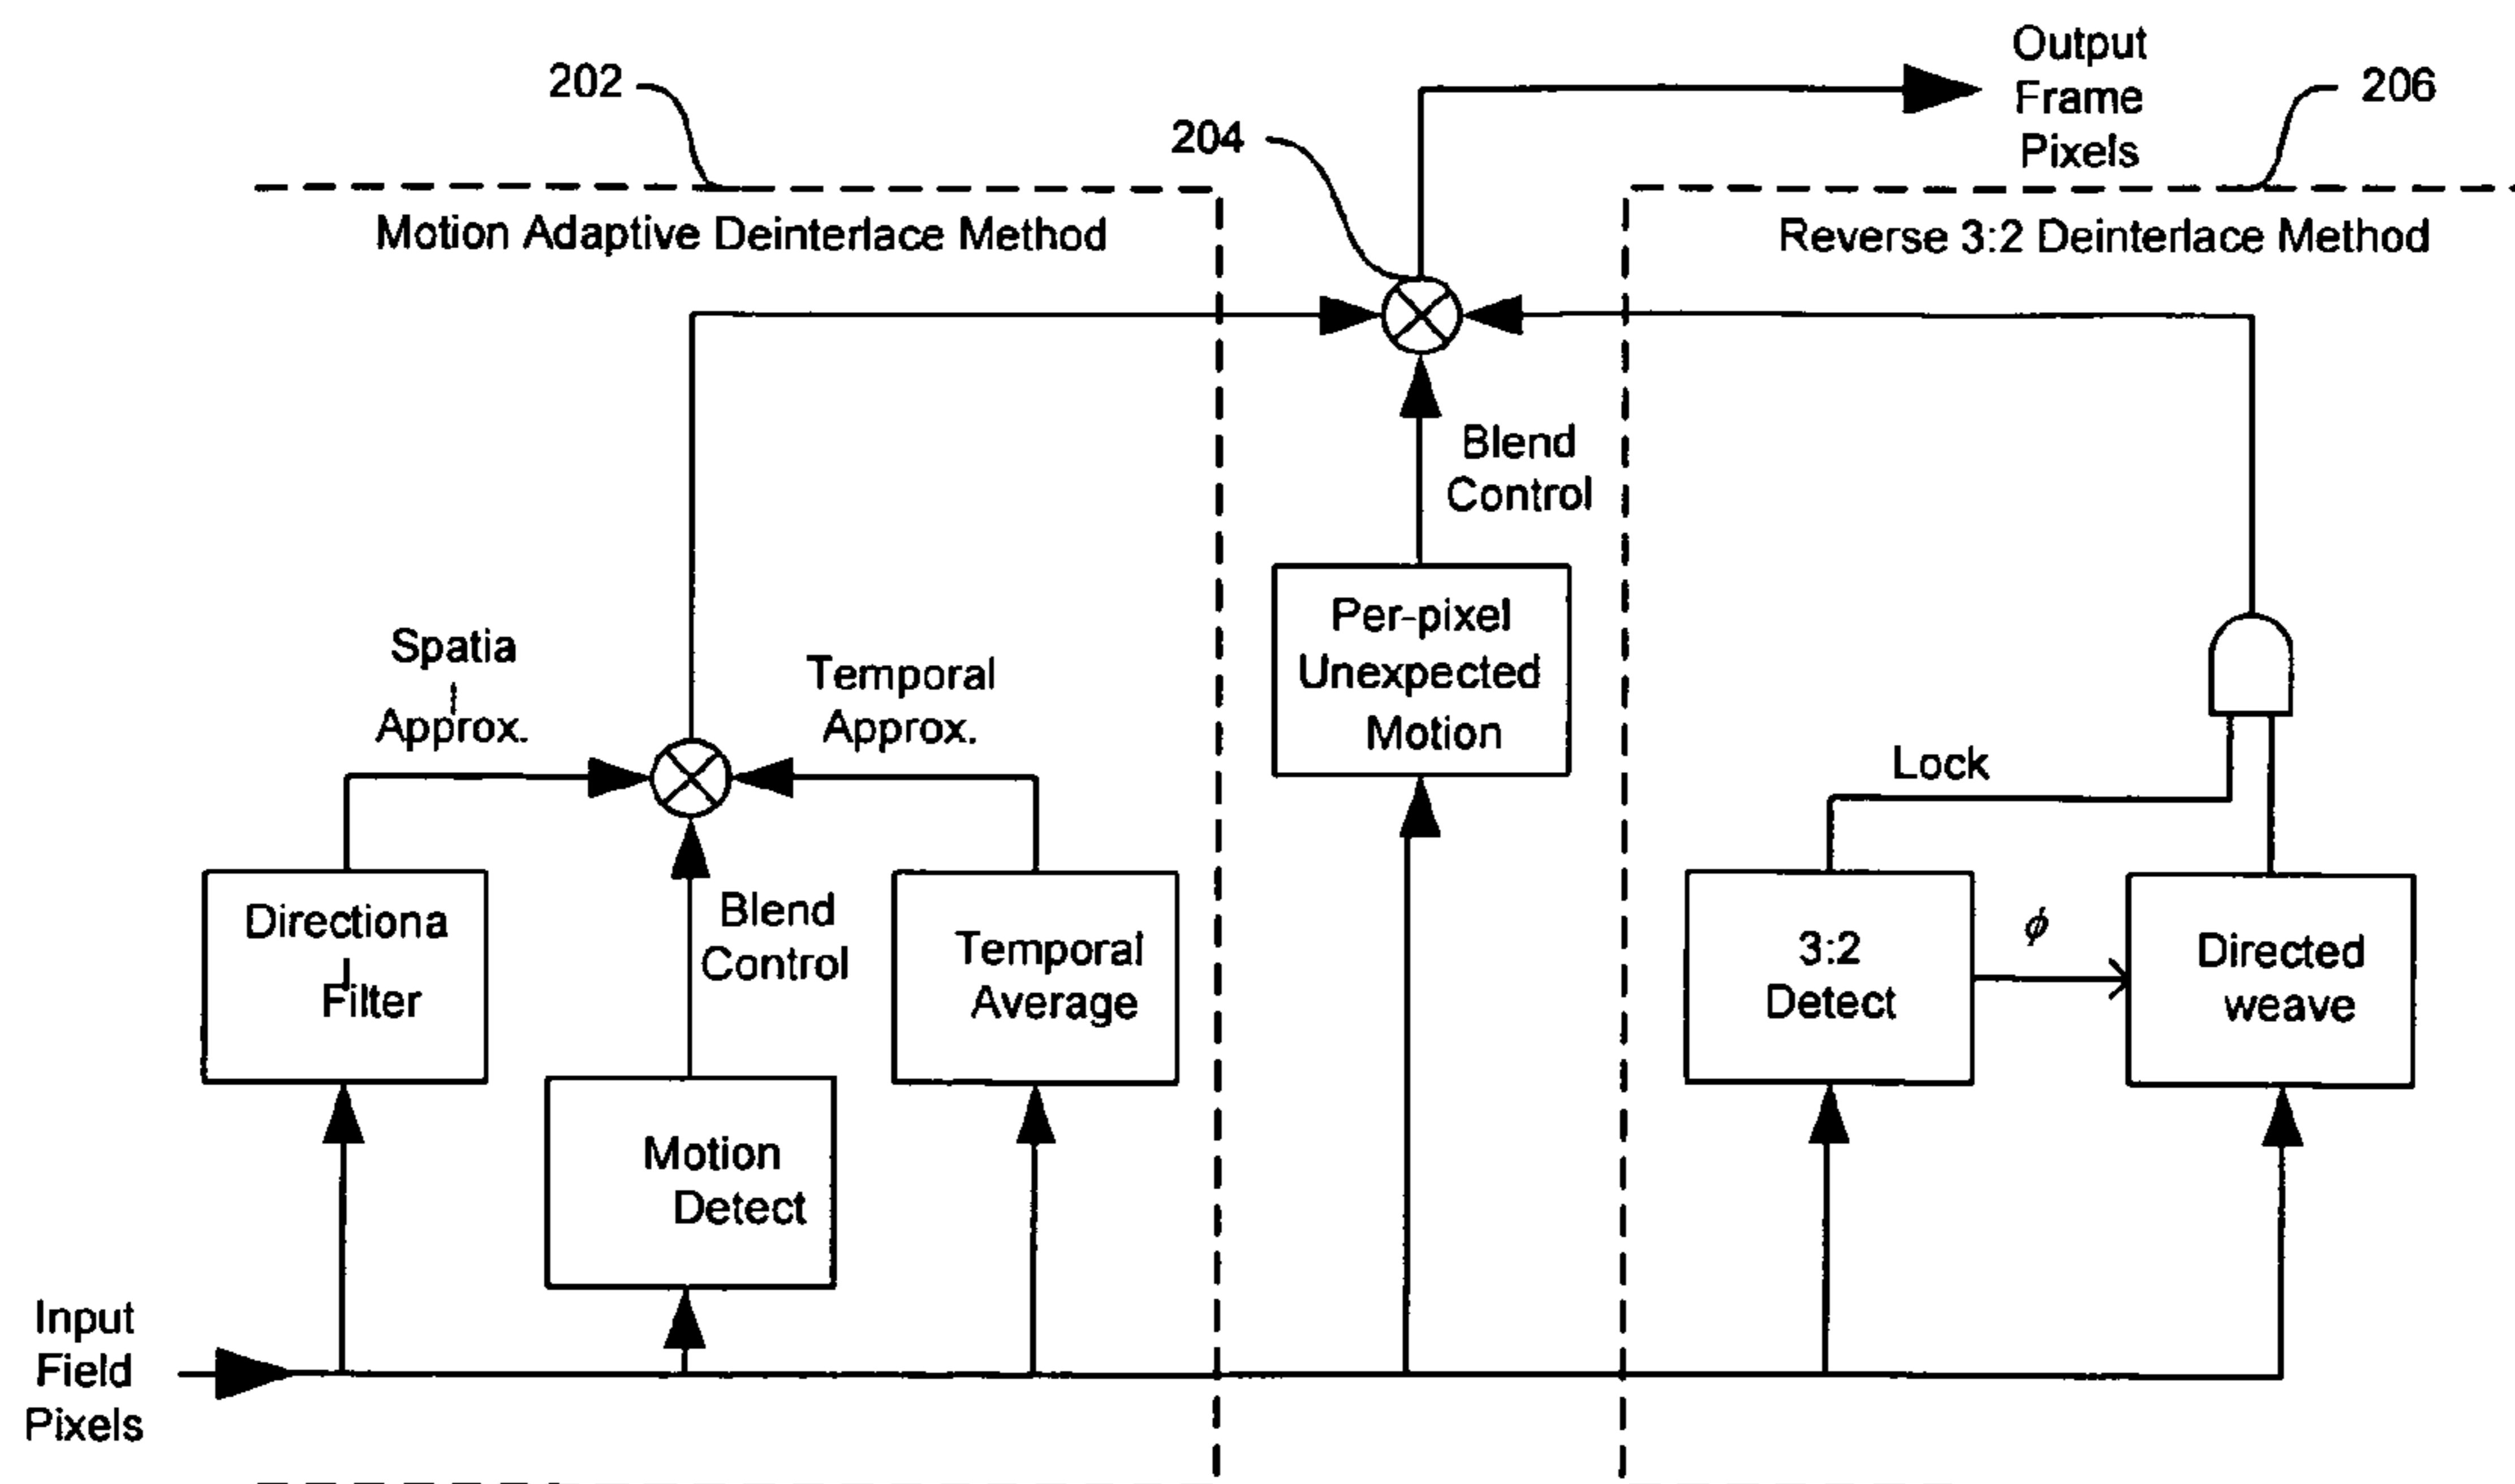 Output
Frame
Pixels
202
204
206
Motion Adaptive Deinterlace Method
Reverse 3:2 Deinterlace Method
Blend
Control
Per-pixel
Unexpected
Motion
Spatia
l
Approx.
Temporal
Approx.
Lock
Directiona
l
Filter
Blend
Control
Temporal
Average
3:2
Detect
ϕ
Directed
weave
Motion
Detect
Input
Field
Pixels